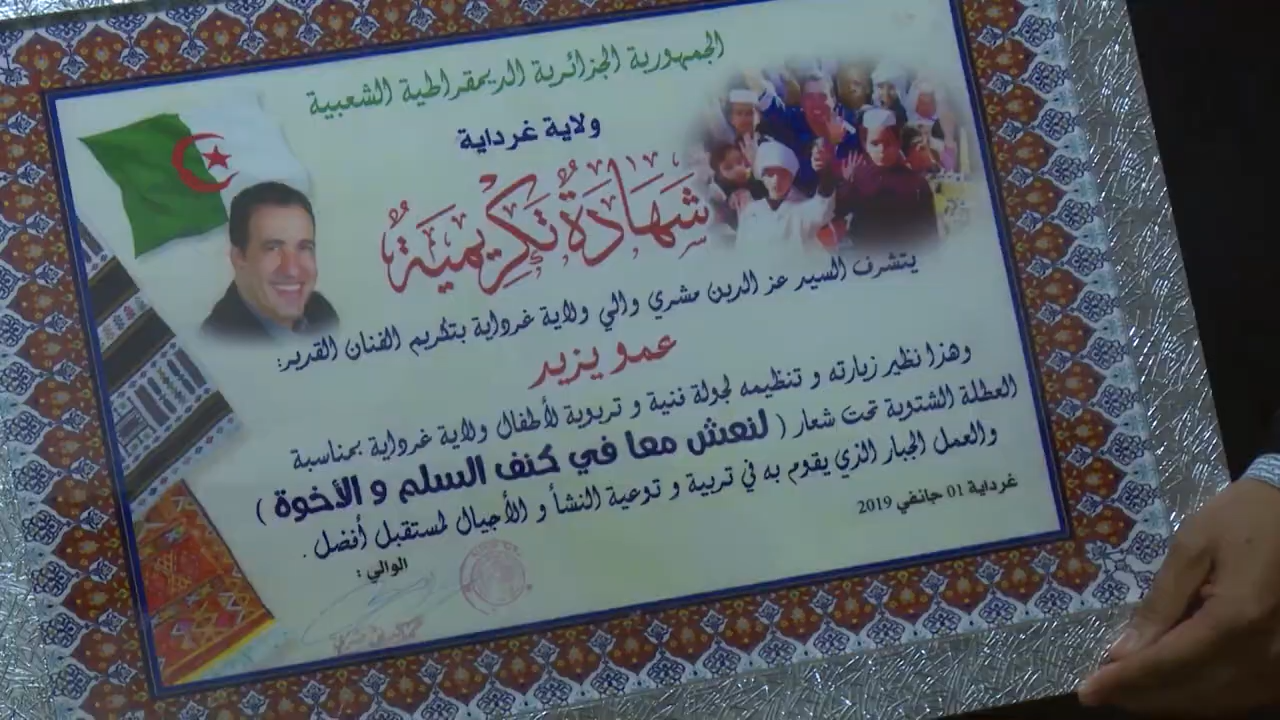 الجمهورية الجزائرية الديمقراطية الشعبية
ولاية غرداية
شَهَادَةٌ تَكْرِيمِيَةٌ
يتشرف السيد عز الدين مشري والي ولاية غرداية بتكريم الفنان القدير:
عمو يزيد
وهذا نظير زيارته و تنظيمه لجولة فنية و تربوية لأطفال ولاية غرداية بمناسبة
العطلة الشتوية تحت شعار ( لنعش معا في كنف السلم و الأخوة )
والعمل الجبار الذي يقوم به في تربية و توعية النشأ و الأجيال لمستقبل أفضل .
غرداية 01 جانفي 2019
الوالي :